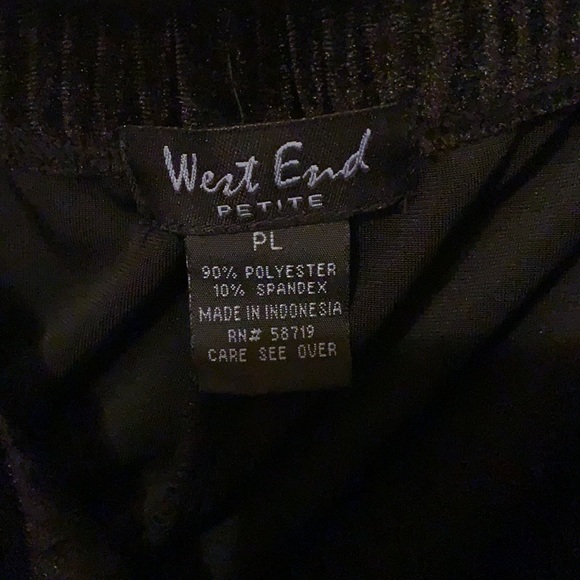 West End
PETITE
PL
90% POLYESTER
10% SPANDEX
MADE IN INDONESIA
RN# 58719
CARE SEE OVER